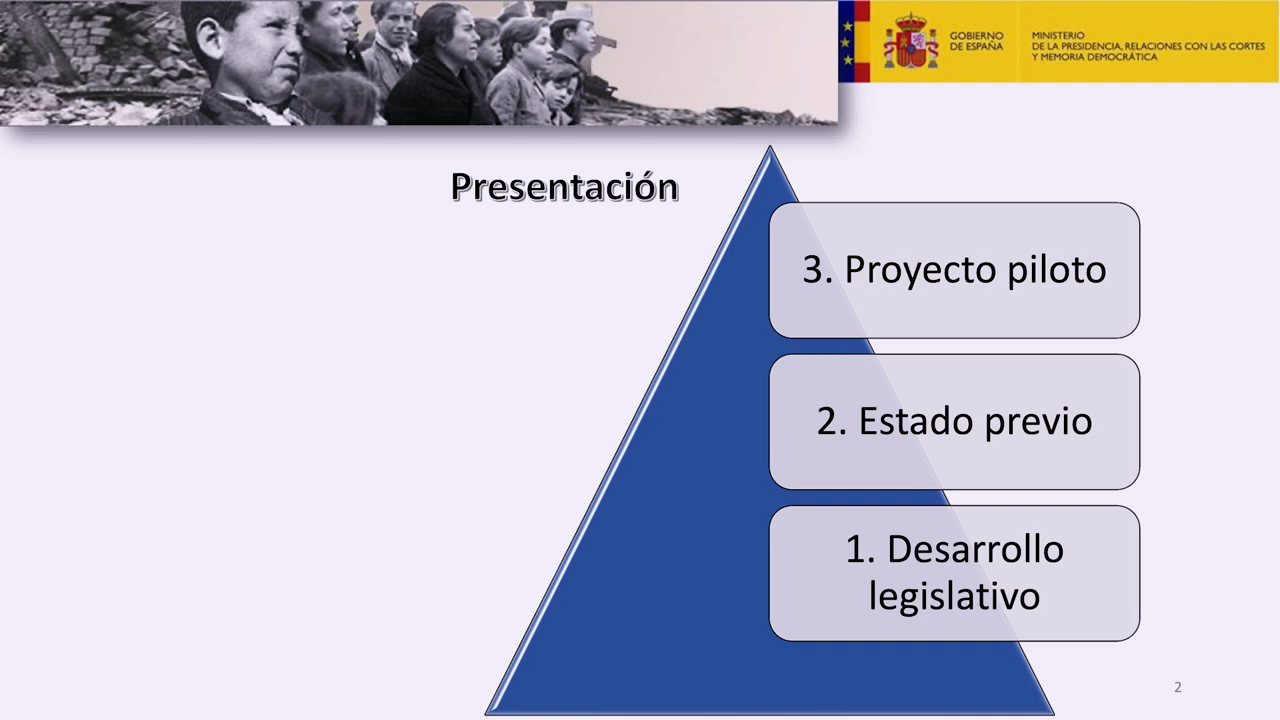 GOBIERNO
DE ESPAÑA
MINISTERIO
DE LA PRESIDENCIA, RELACIONES CON LAS CORTES
Y MEMORIA DEMOCRÁTICA
Presentación
3. Proyecto piloto
2. Estado previo
1. Desarrollo
legislativo
2